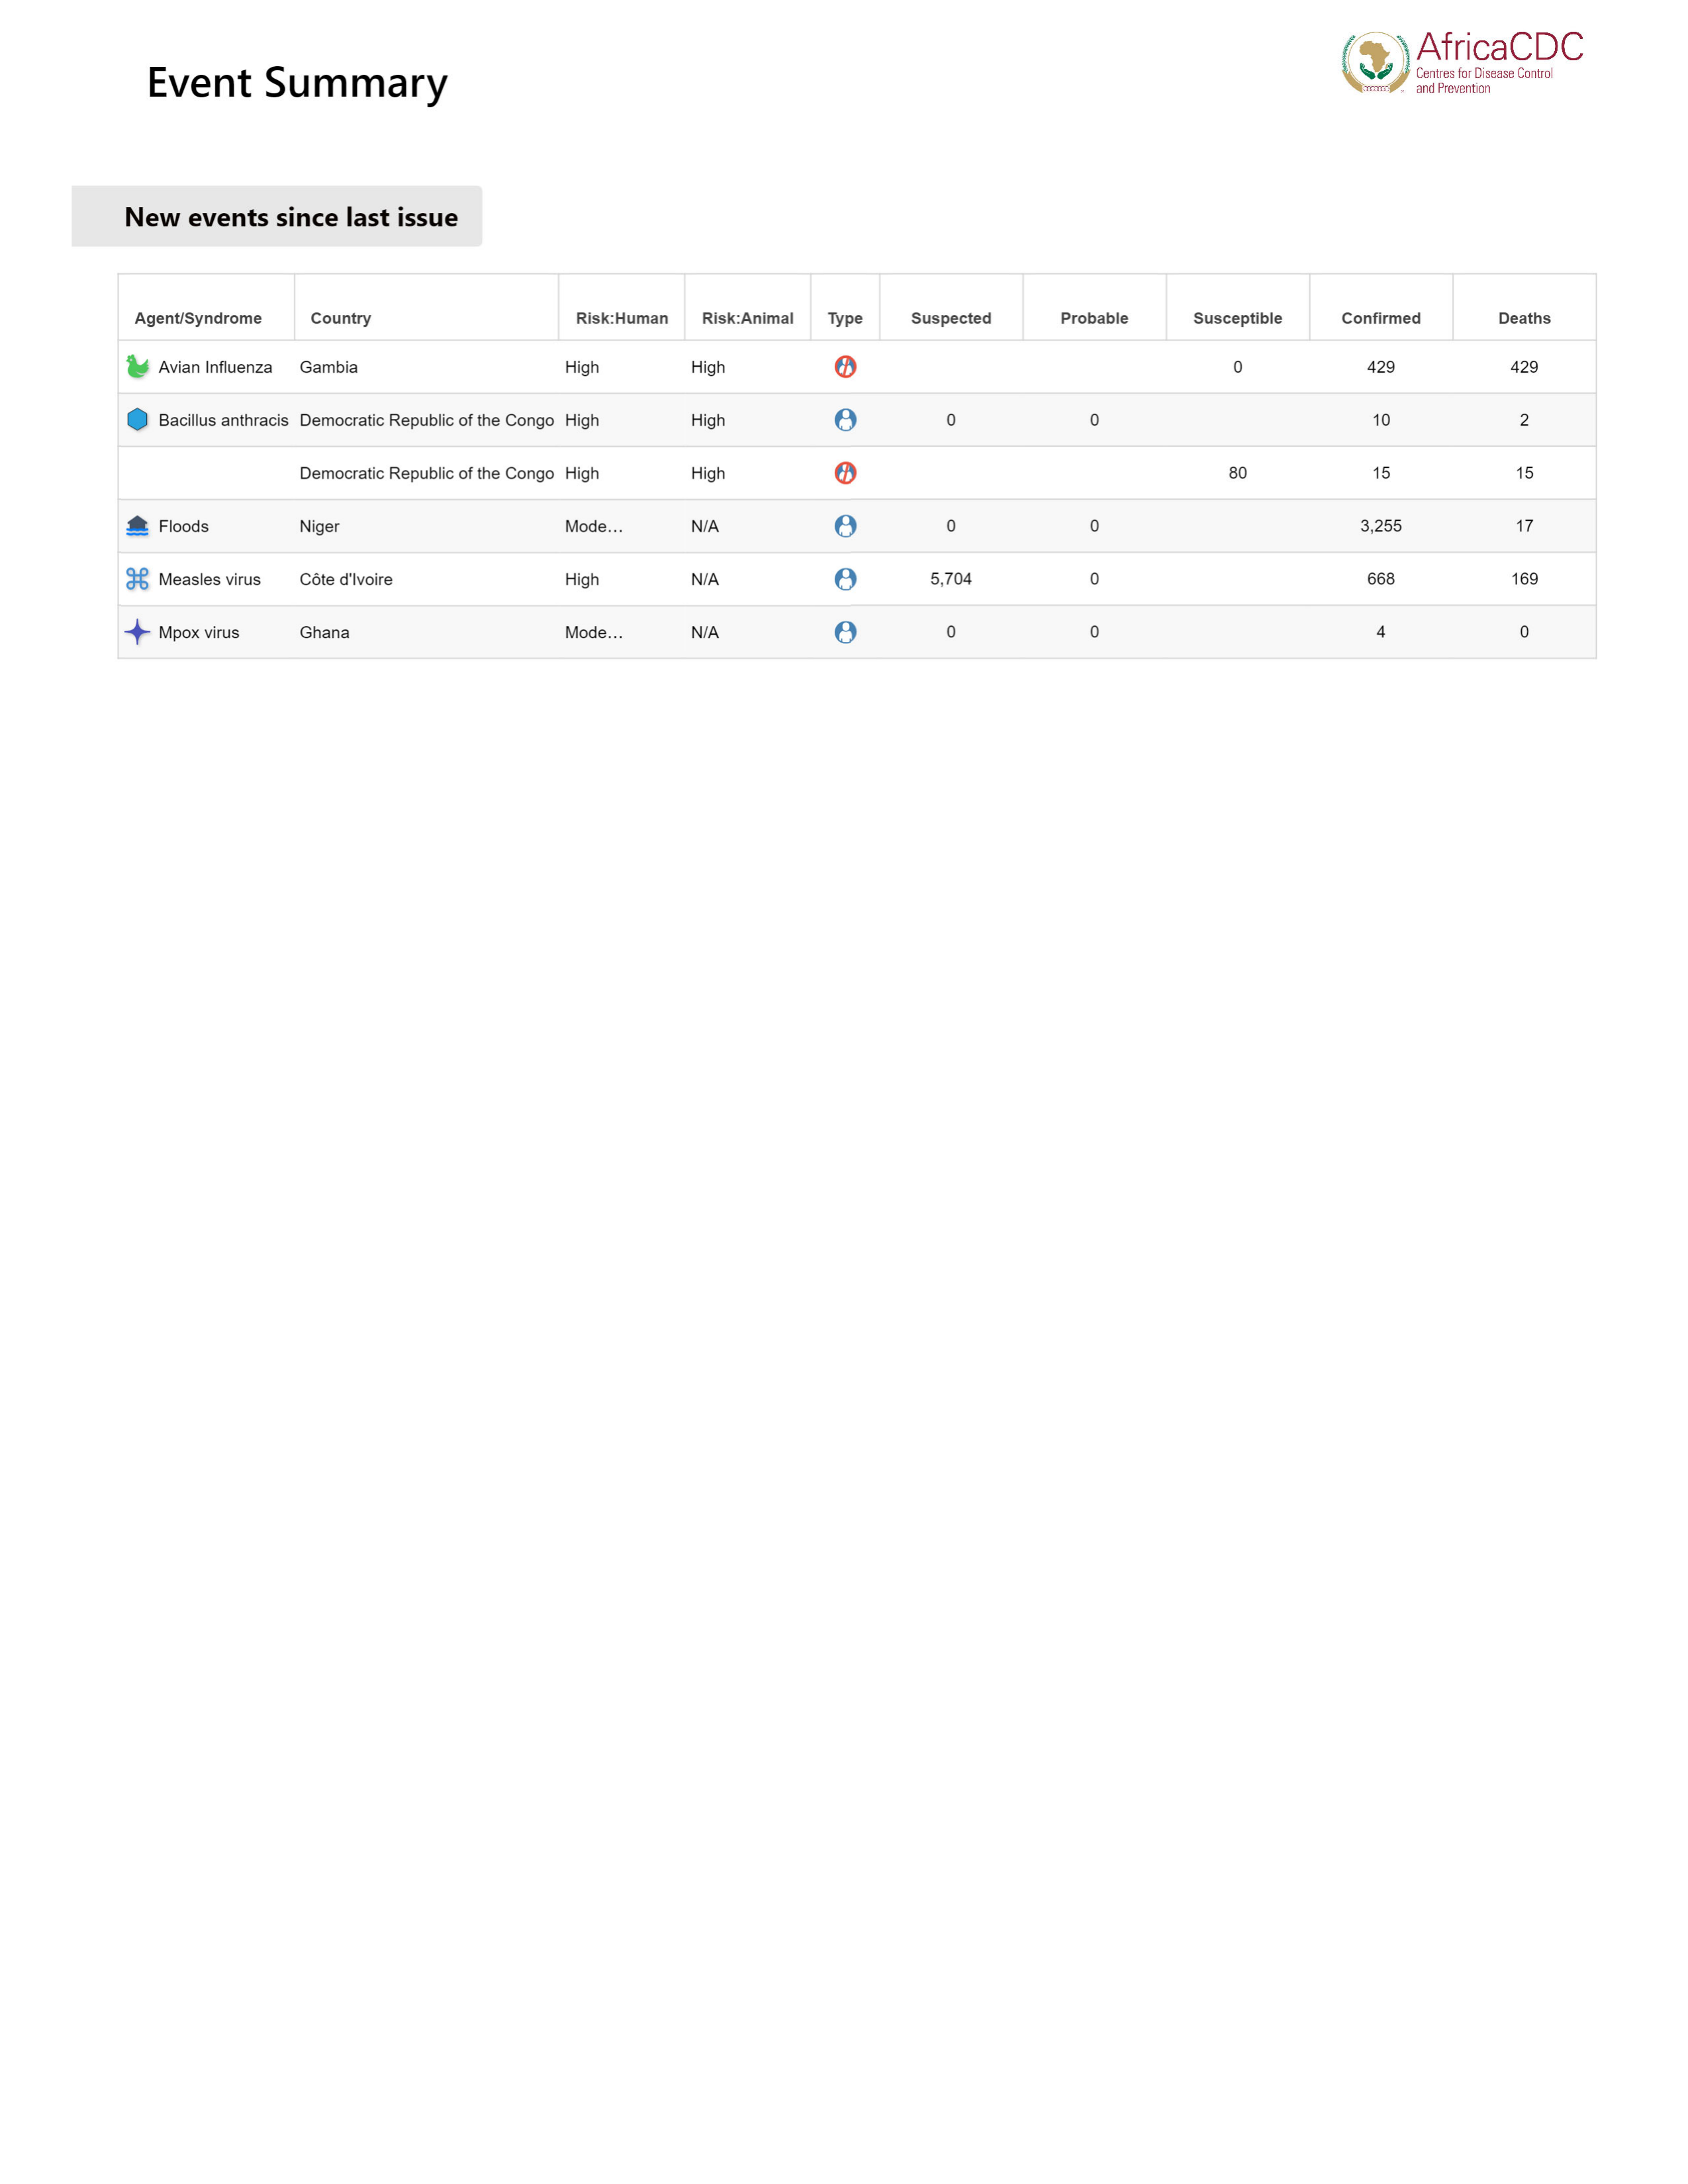 Event Summary
AfricaCDC
Centres for Disease Control
and Prevention
New events since last issue
Agent/Syndrome Country Risk:Human Risk:Animal Type Suspected Probable Susceptible Confirmed Deaths
Avian Influenza Gambia High High 0 429 429
Bacillus anthracis Democratic Republic of the Congo High High 0 0 10 2
Democratic Republic of the Congo High High 80 15 15
Floods Niger Mode… N/A 0 0 3,255 17
Measles virus Côte d'Ivoire High N/A 5,704 0 668 169
Mpox virus Ghana Mode… N/A 0 0 4 0